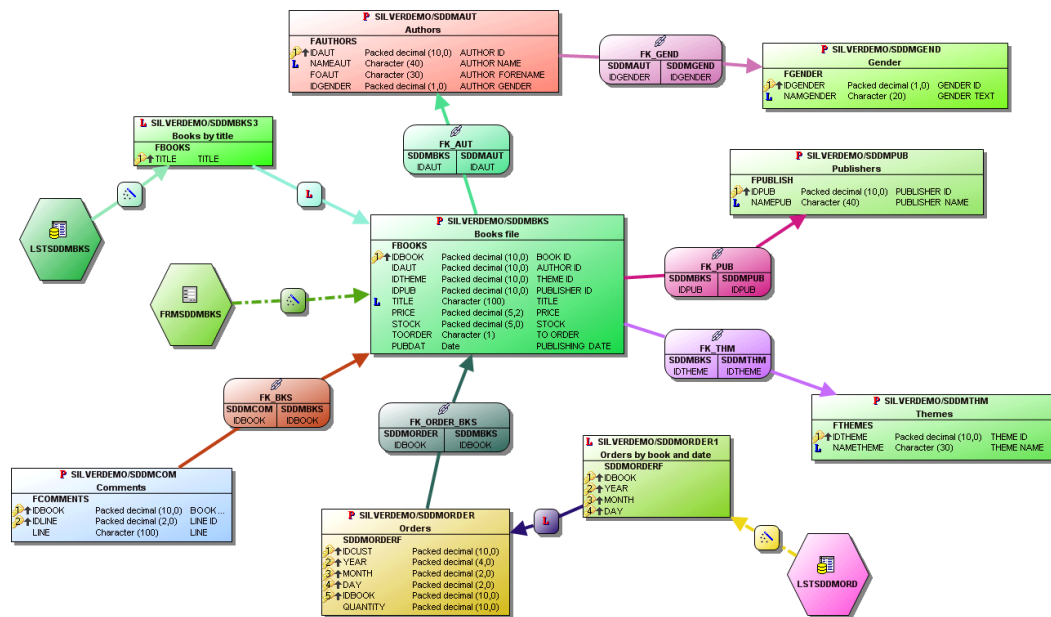 P SILVERDEMO/SDDMAUT
Authors
FAUTHORS
1 IDAUT Packed decimal (10,0) AUTHOR ID
L NAMEAUT Character (40) AUTHOR NAME
FOAUT Character (30) AUTHOR FORENAME
IDGENDER Packed decimal (1,0) AUTHOR GENDER
FK_GEND
SDDMAUT SDDMGEND
IDGENDER IDGENDER
P SILVERDEMO/SDDMGEND
Gender
FGENDER
1 IDGENDER Packed decimal (1,0) GENDER ID
L NAMGENDER Character (20) GENDER TEXT
L SILVERDEMO/SDDMBKS3
Books by title
FBOOKS
1 TITLE TITLE
FK_AUT
SDDMBKS SDDMAUT
IDAUT IDAUT
P SILVERDEMO/SDDMPUB
Publishers
FPUBLISH
1 IDPUB Packed decimal (10,0) PUBLISHER ID
L NAMEPUB Character (40) PUBLISHER NAME
L
LSTSDDMBKS
P SILVERDEMO/SDDMBKS
Books file
FBOOKS
1 IDBOOK Packed decimal (10,0) BOOK ID
IDAUT Packed decimal (10,0) AUTHOR ID
IDTHEME Packed decimal (10,0) THEME ID
IDPUB Packed decimal (10,0) PUBLISHER ID
L TITLE Character (100) TITLE
PRICE Packed decimal (5,2) PRICE
STOCK Packed decimal (5,0) STOCK
TOORDER Character (1) TO ORDER
PUBDAT Date PUBLISHING DATE
FK_PUB
SDDMBKS SDDMPUB
IDPUB IDPUB
FRMSDDMBKS
FK_THM
SDDMBKS SDDMTHM
IDTHEME IDTHEME
FK_BKS
SDDMCOM SDDMBKS
IDBOOK IDBOOK
FK_ORDER_BKS
SDDMORDER SDDMBKS
IDBOOK IDBOOK
P SILVERDEMO/SDDMTHM
Themes
FTHEMES
1 IDTHEME Packed decimal (10,0) THEME ID
L NAMETHEME Character (30) THEME NAME
L SILVERDEMO/SDDMORDER1
Orders by book and date
SDDMORDERF
1 IDBOOK
2 YEAR
3 MONTH
4 DAY
P SILVERDEMO/SDDMCOM
Comments
FCOMMENTS
1 IDBOOK Packed decimal (10,0) BOOK...
2 IDLINE Packed decimal (2,0) LINE ID
LINE Character (100) LINE
L
P SILVERDEMO/SDDMORDER
Orders
SDDMORDERF
1 IDCUST Packed decimal (10,0)
2 YEAR Packed decimal (4,0)
3 MONTH Packed decimal (2,0)
4 DAY Packed decimal (2,0)
5 IDBOOK Packed decimal (10,0)
QUANTITY Packed decimal (10,0)
LSTSDDMORD